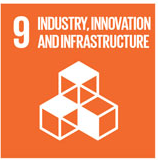 9 INDUSTRY, INNOVATION
AND INFRASTRUCTURE